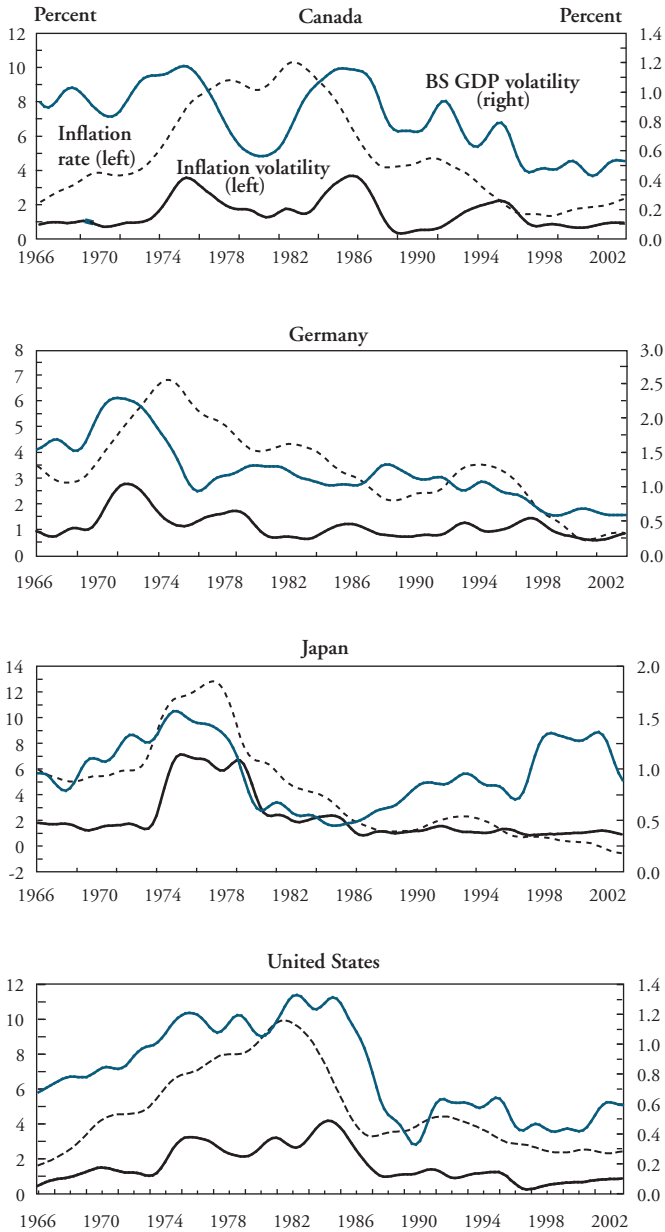 Percent Canada Percent
12 1.4
10 1.2
BS GDP volatility
(right)
1.0
8 0.8
Inflation
rate (left)
6 0.6
Inflation volatility
(left)
4 0.4
2 0.2
0 0.0
1966 1970 1974 1978 1982 1986 1990 1994 1998 2002
Germany
8 3.0
7 2.5
6 2.0
5
4 1.5
3 1.0
2
1 0.5
0 0.0
1966 1970 1974 1978 1982 1986 1990 1994 1998 2002
Japan
14 2.0
12
10 1.5
8
6 1.0
4
2 0.5
0
-2 0.0
1966 1970 1974 1978 1982 1986 1990 1994 1998 2002
United States
12 1.4
10 1.2
1.0
8 0.8
6
0.6
4 0.4
2 0.2
0 0.0
1966 1970 1974 1978 1982 1986 1990 1994 1998 2002